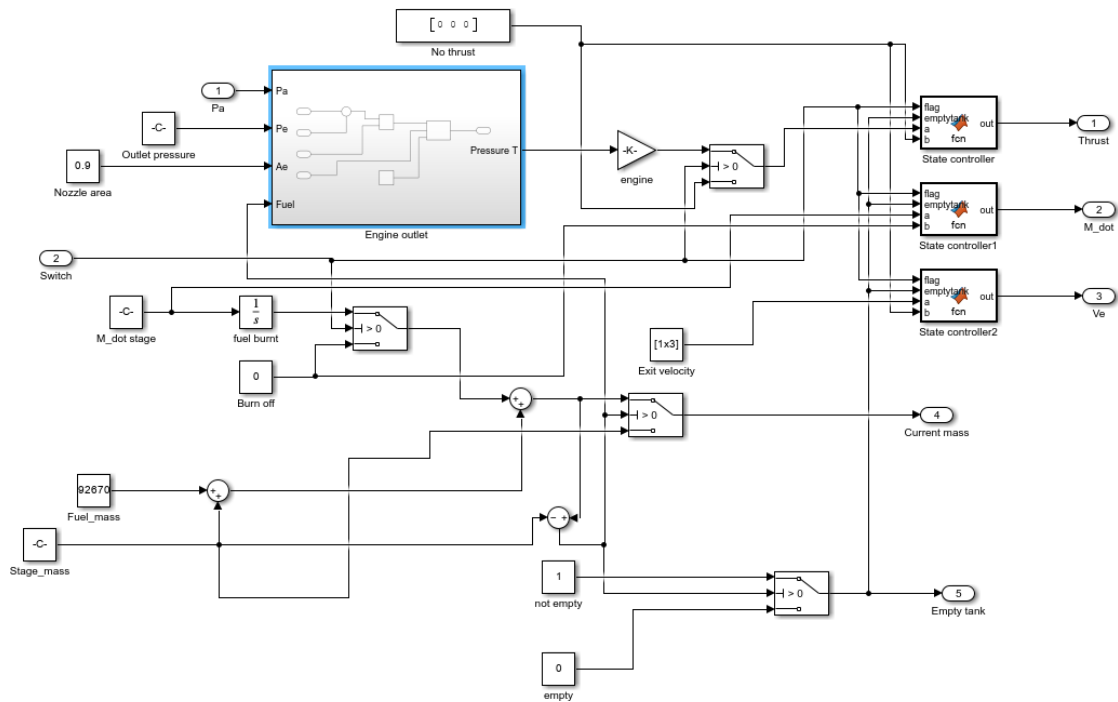 [ 0 0 0 ]
No thrust
1
Pa
Pa
-C-
Outlet pressure
Pe
0.9
Nozzle area
Ae
Fuel
Pressure T
Engine outlet
-K-
engine
> 0
flag
emptytank
a
b
fcn
out
State controller
1
Thrust
flag
emptytank
a
b
fcn
out
State controller1
2
M_dot
2
Switch
flag
emptytank
a
b
fcn
out
State controller2
3
Ve
-C-
M_dot stage
1
s
fuel burnt
> 0
[1x3]
Exit velocity
0
Burn off
+
+
> 0
4
Current mass
92670
Fuel_mass
+
+
-C-
Stage_mass
− +
1
not empty
> 0
5
Empty tank
0
empty